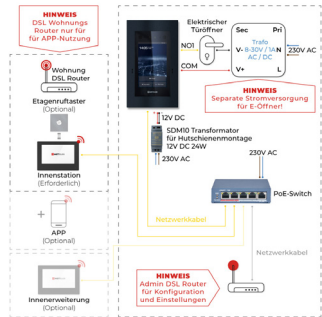 HINWEIS
DSL Wohnungs
Router nur für
für APP-Nutzung
Wohnung
DSL Router
Etagenruftaster
(Optional)
Innenstation
(Erforderlich)
APP
(Optional)
Innenerweiterung
(Optional)
Elektrischer
Türöffner
NO1
COM
Sec
Pri
Trafo
V-
8-30V / 1A
N
AC / DC
V+
L
230V AC
HINWEIS
Separate Stromversorgung
für E-Öffner!
12V DC
SDM10 Transformator
für Hutschienenmontage
12V DC 24W
230V AC
230V AC
PoE-Switch
Netzwerkkabel
Netzwerkkabel
HINWEIS
Admin DSL Router
für Konfiguration
und Einstellungen